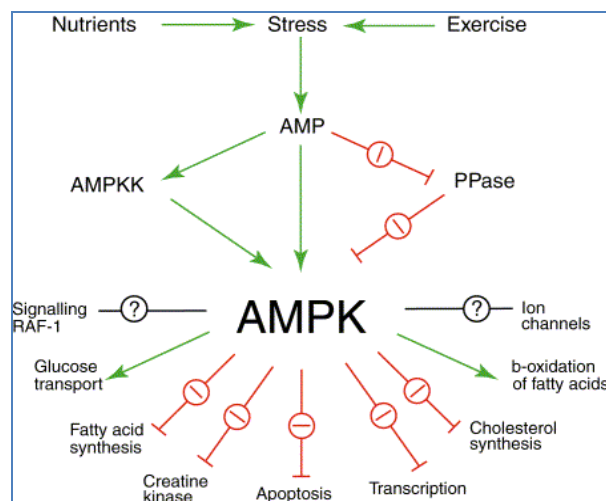 Nutrients Stress Exercise
AMP
AMPKK
PPase
Signalling
RAF-1
?
AMPK
?
Ion
channels
Glucose
transport
b-oxidation
of fatty acids
Fatty acid
synthesis
Cholesterol
synthesis
Creatine
kinase
Apoptosis
Transcription